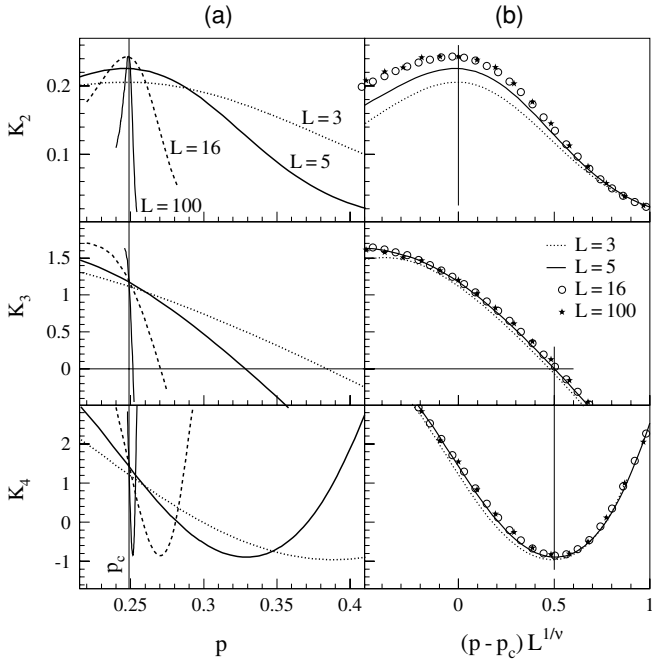 (a) (b)
K2
0.2
0.1
L = 3
L = 16
L = 5
L = 100
K3
1.5
1.0
0.5
0
L = 3
L = 5
L = 16
L = 100
K4
2
1
0
-1
pc
0.25 0.3 0.35 0.4 0 0.5 1
p (p - pc) L^1/ν